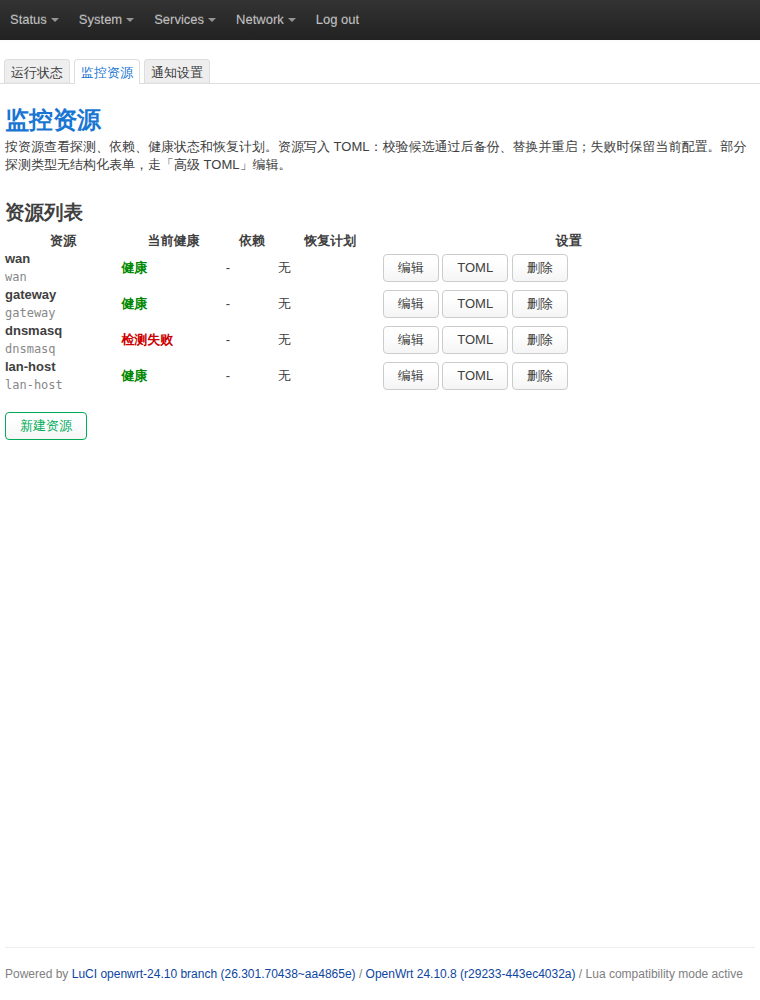 Status System Services Network Log out
运行状态 监控资源 通知设置
监控资源
按资源查看探测、依赖、健康状态和恢复计划。资源写入 TOML：校验候选通过后备份、替换并重启；失败时保留当前配置。部分
探测类型无结构化表单，走「高级 TOML」编辑。
资源列表
资源 当前健康 依赖 恢复计划 设置
wan
wan
健康 - 无 编辑 TOML 删除
gateway
gateway
健康 - 无 编辑 TOML 删除
dnsmasq
dnsmasq
检测失败 - 无 编辑 TOML 删除
lan-host
lan-host
健康 - 无 编辑 TOML 删除
新建资源
Powered by LuCI openwrt-24.10 branch (26.301.70438~aa4865e) / OpenWrt 24.10.8 (r29233-443ec4032a) / Lua compatibility mode active